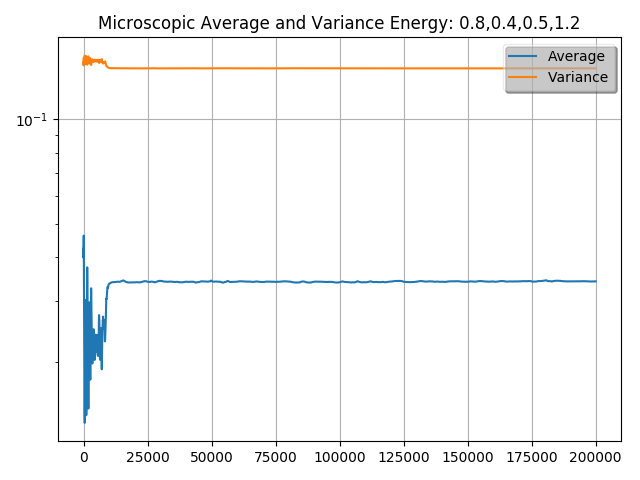 Microscopic Average and Variance Energy: 0.8,0.4,0.5,1.2
Average
Variance
10⁻¹
0 25000 50000 75000 100000 125000 150000 175000 200000